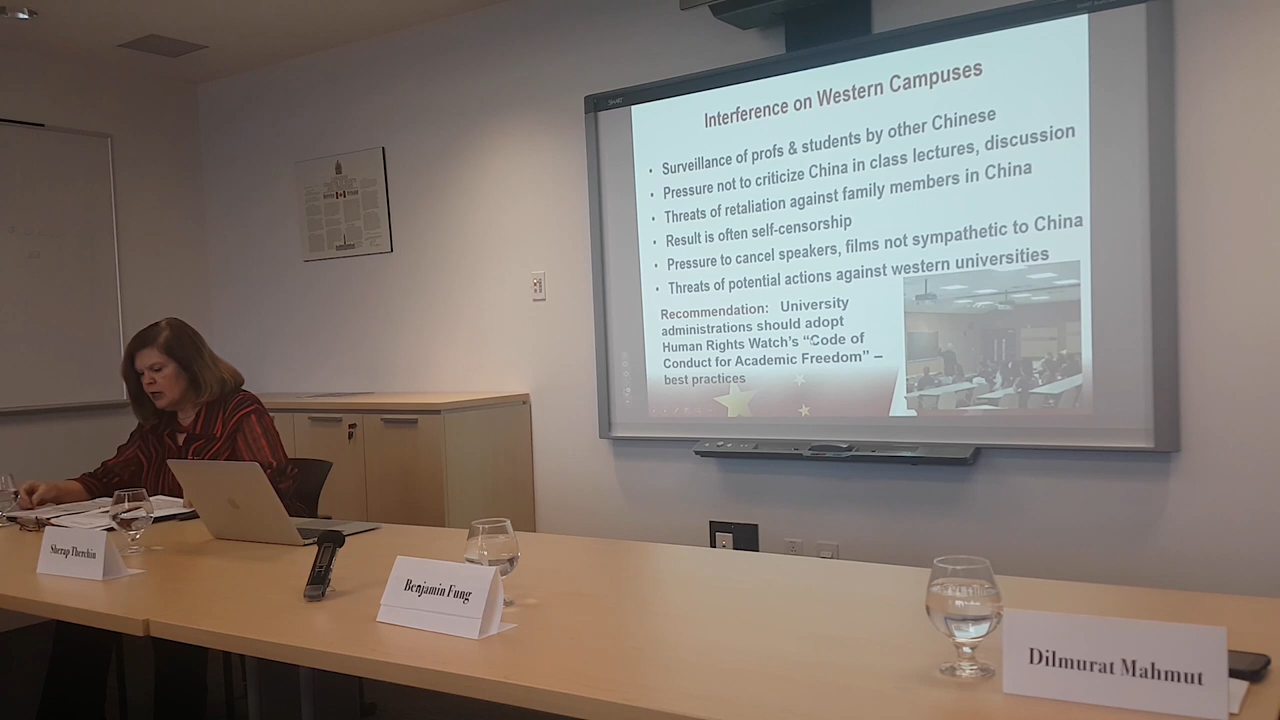 SMART
Interference on Western Campuses
• Surveillance of profs & students by other Chinese
• Pressure not to criticize China in class lectures, discussion
• Threats of retaliation against family members in China
• Result is often self-censorship
• Pressure to cancel speakers, films not sympathetic to China
• Threats of potential actions against western universities
Recommendation: University
administrations should adopt
Human Rights Watch's “Code of
Conduct for Academic Freedom” –
best practices
Sherap Therchin
Benjamin Fung
Dilmurat Mahmut